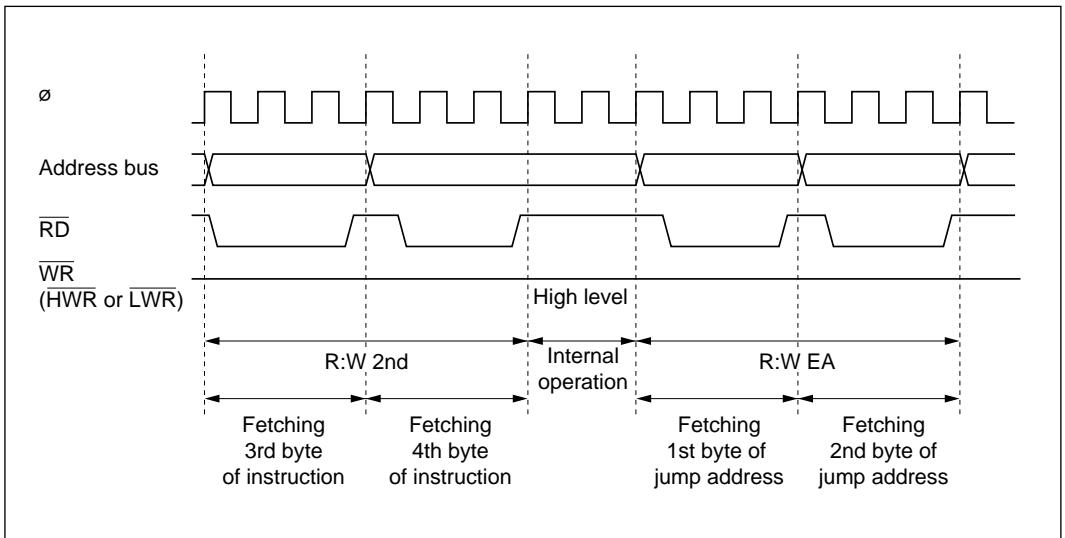 ø
Address bus
RD
WR
(HWR or LWR)
High level
R:W 2nd
Internal
operation
R:W EA
Fetching
3rd byte
of instruction
Fetching
4th byte
of instruction
Fetching
1st byte of
jump address
Fetching
2nd byte of
jump address